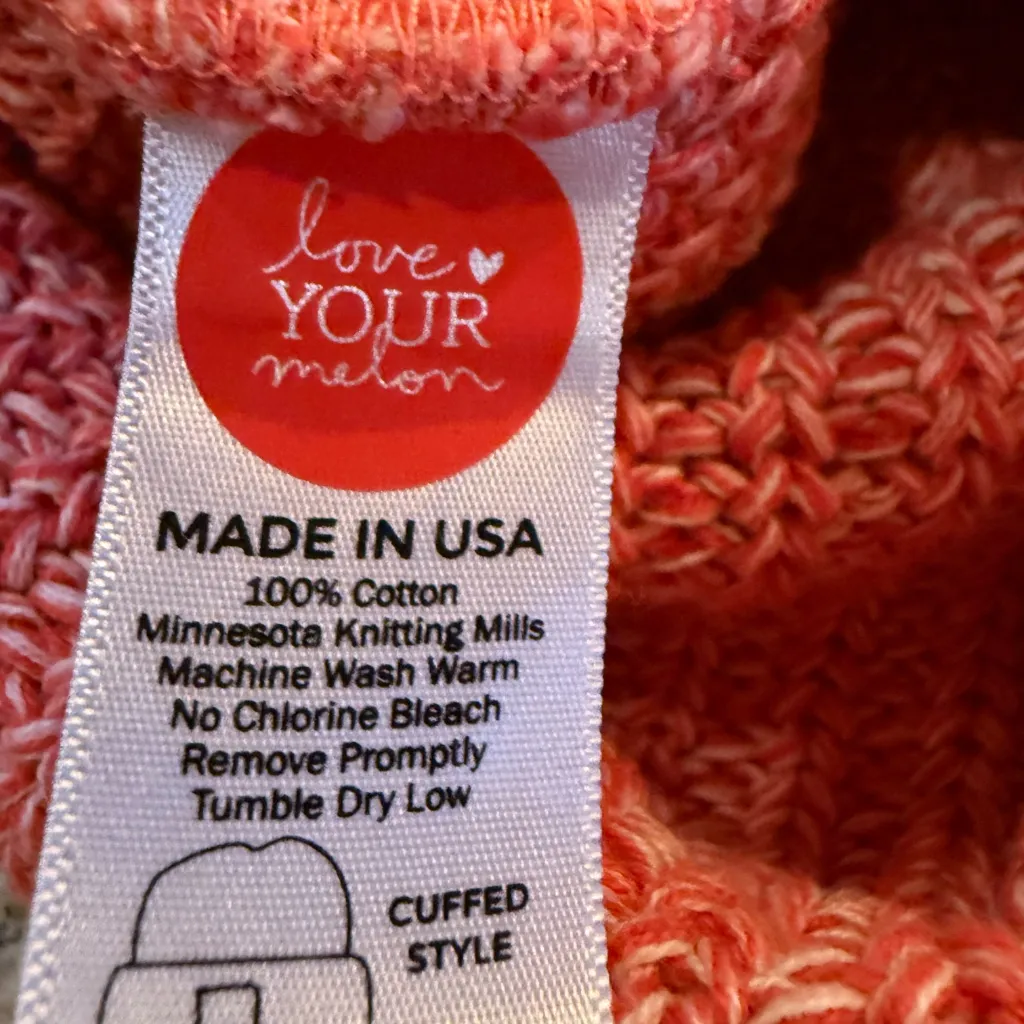 love
YOUR
melon
MADE IN USA
100% Cotton
Minnesota Knitting Mills
Machine Wash Warm
No Chlorine Bleach
Remove Promptly
Tumble Dry Low
CUFFED
STYLE